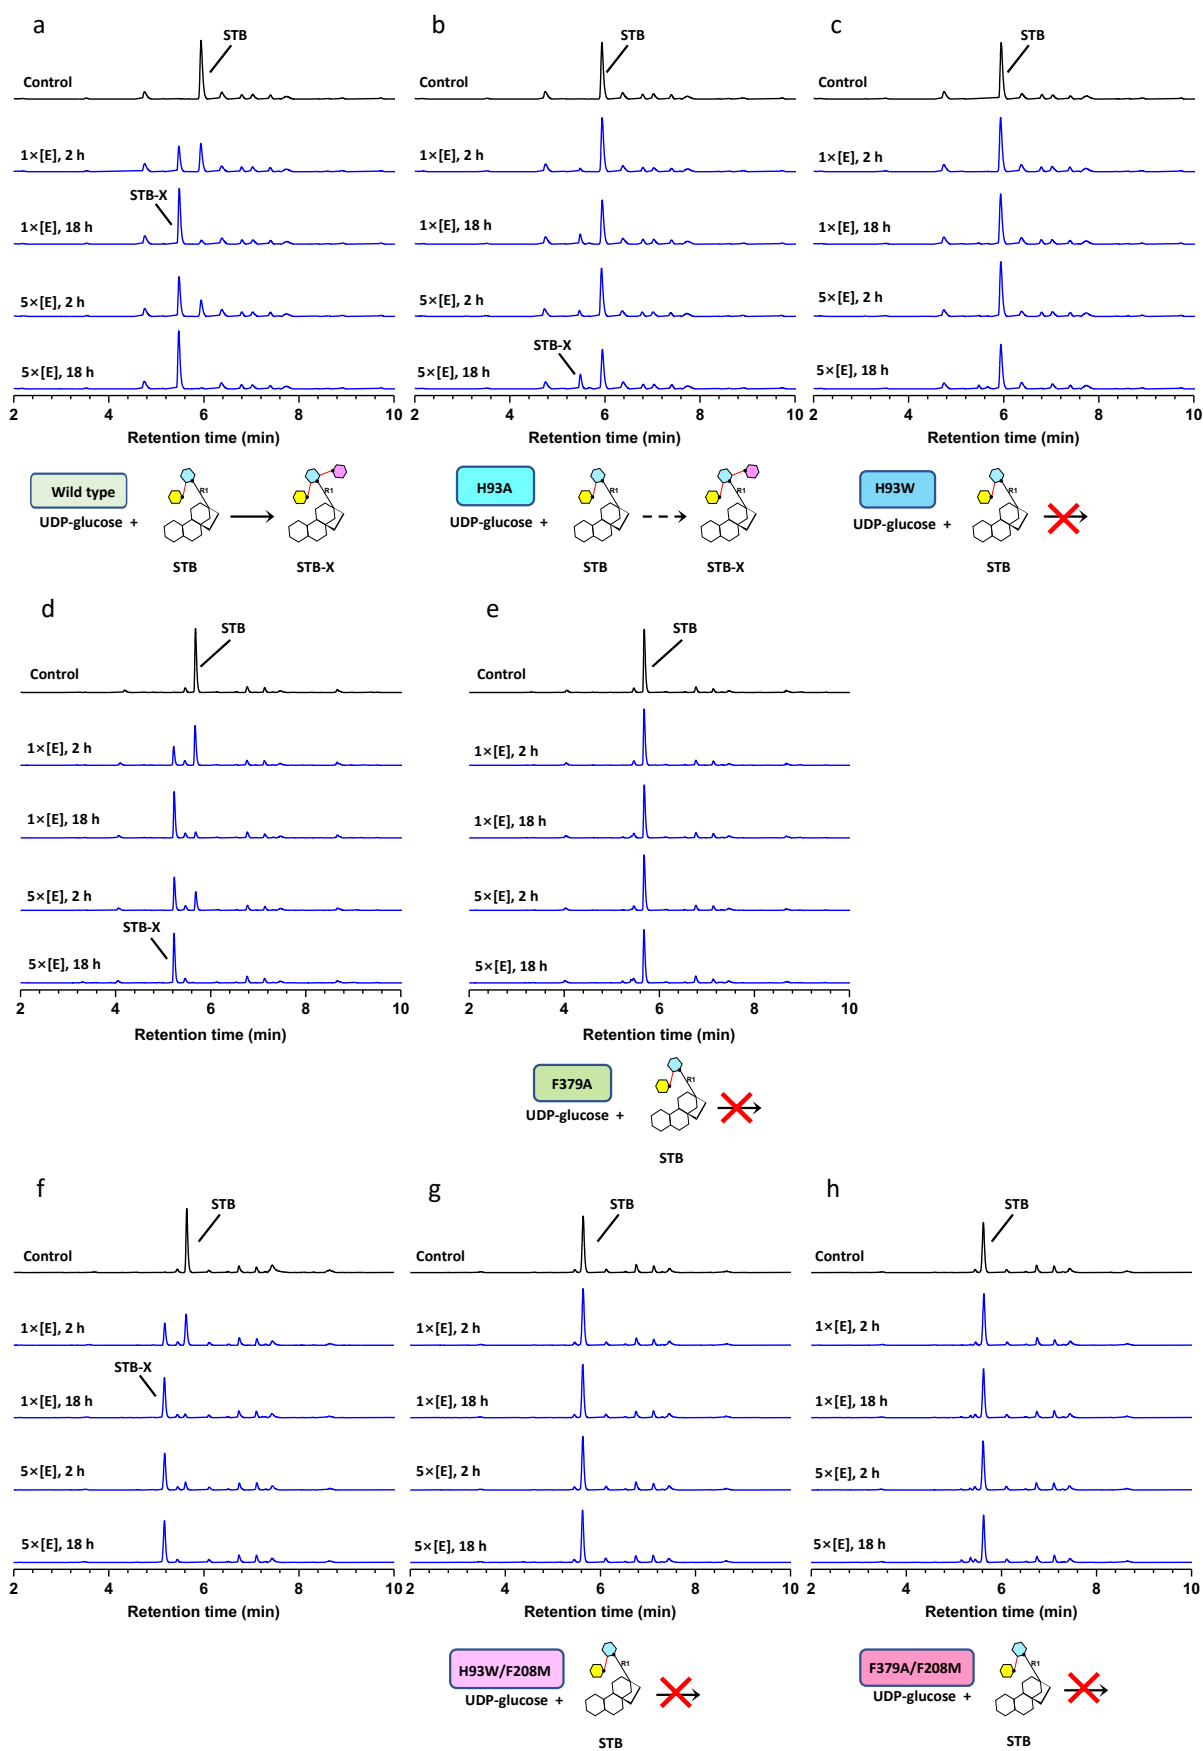 a
STB
Control
1×[E], 2 h
STB-X
1×[E], 18 h
5×[E], 2 h
5×[E], 18 h
2 4 6 8 10
Retention time (min)
Wild type
UDP-glucose +
R1
STB
R1
STB-X
b
STB
Control
1×[E], 2 h
1×[E], 18 h
5×[E], 2 h
STB-X
5×[E], 18 h
2 4 6 8 10
Retention time (min)
H93A
UDP-glucose +
R1
STB
R1
STB-X
c
STB
Control
1×[E], 2 h
1×[E], 18 h
5×[E], 2 h
5×[E], 18 h
2 4 6 8 10
Retention time (min)
H93W
UDP-glucose +
R1
STB
d
STB
Control
1×[E], 2 h
1×[E], 18 h
5×[E], 2 h
STB-X
5×[E], 18 h
2 4 6 8 10
Retention time (min)
e
STB
Control
1×[E], 2 h
1×[E], 18 h
5×[E], 2 h
5×[E], 18 h
2 4 6 8 10
Retention time (min)
F379A
UDP-glucose +
R1
STB
f
STB
Control
1×[E], 2 h
STB-X
1×[E], 18 h
5×[E], 2 h
5×[E], 18 h
2 4 6 8 10
Retention time (min)
g
STB
Control
1×[E], 2 h
1×[E], 18 h
5×[E], 2 h
5×[E], 18 h
2 4 6 8 10
Retention time (min)
H93W/F208M
UDP-glucose +
R1
STB
h
STB
Control
1×[E], 2 h
1×[E], 18 h
5×[E], 2 h
5×[E], 18 h
2 4 6 8 10
Retention time (min)
F379A/F208M
UDP-glucose +
R1
STB